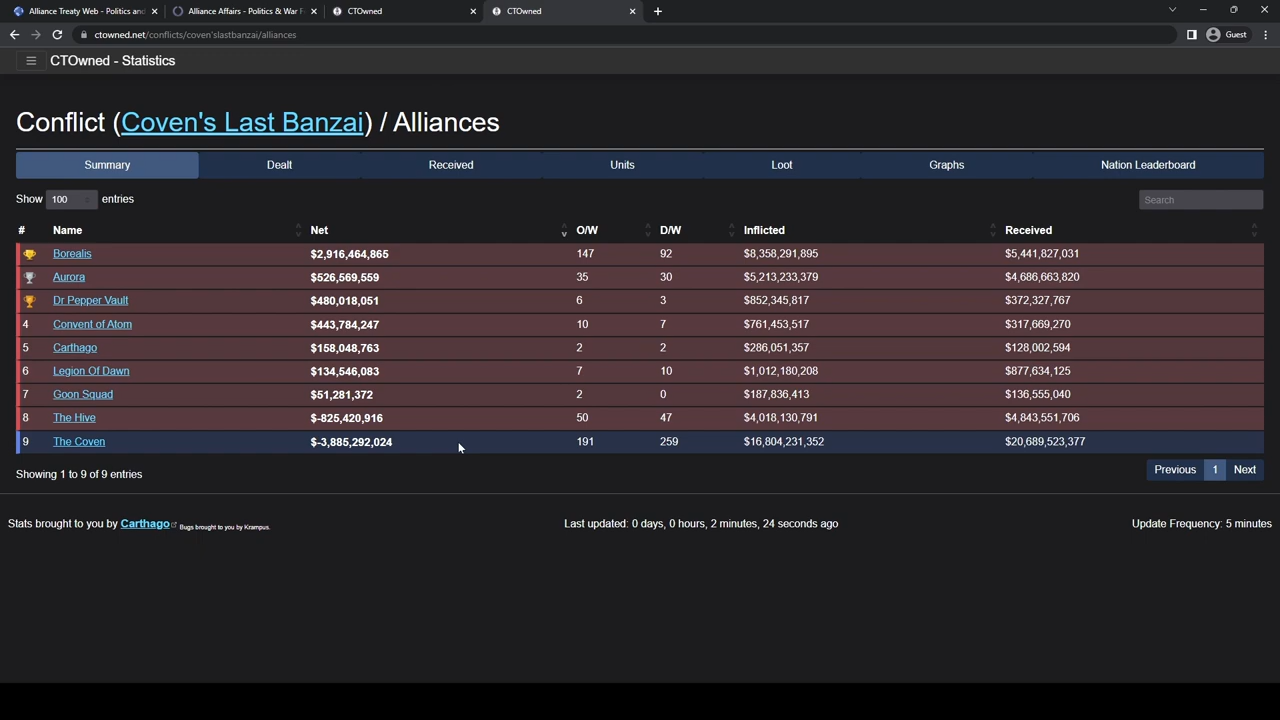 Alliance Treaty Web - Politics and
Alliance Affairs - Politics & War F
CTOwned
CTOwned
ctowned.net/conflicts/coven'slastbanzai/alliances
Guest
CTOwned - Statistics
Conflict (Coven's Last Banzai) / Alliances
Summary Dealt Received Units Loot Graphs Nation Leaderboard
Show 100 entries
Search
# Name Net O/W D/W Inflicted Received
Borealis $2,916,464,865 147 92 $8,358,291,895 $5,441,827,031
Aurora $526,569,559 35 30 $5,213,233,379 $4,686,663,820
Dr Pepper Vault $480,018,051 6 3 $852,345,817 $372,327,767
4 Convent of Atom $443,784,247 10 7 $761,453,517 $317,669,270
5 Carthago $158,048,763 2 2 $286,051,357 $128,002,594
6 Legion Of Dawn $134,546,083 7 10 $1,012,180,208 $877,634,125
7 Goon Squad $51,281,372 2 0 $187,836,413 $136,555,040
8 The Hive $-825,420,916 50 47 $4,018,130,791 $4,843,551,706
9 The Coven $-3,885,292,024 191 259 $16,804,231,352 $20,689,523,377
Showing 1 to 9 of 9 entries
Previous 1 Next
Stats brought to you by Carthago Bugs brought to you by Krampus.
Last updated: 0 days, 0 hours, 2 minutes, 24 seconds ago
Update Frequency: 5 minutes